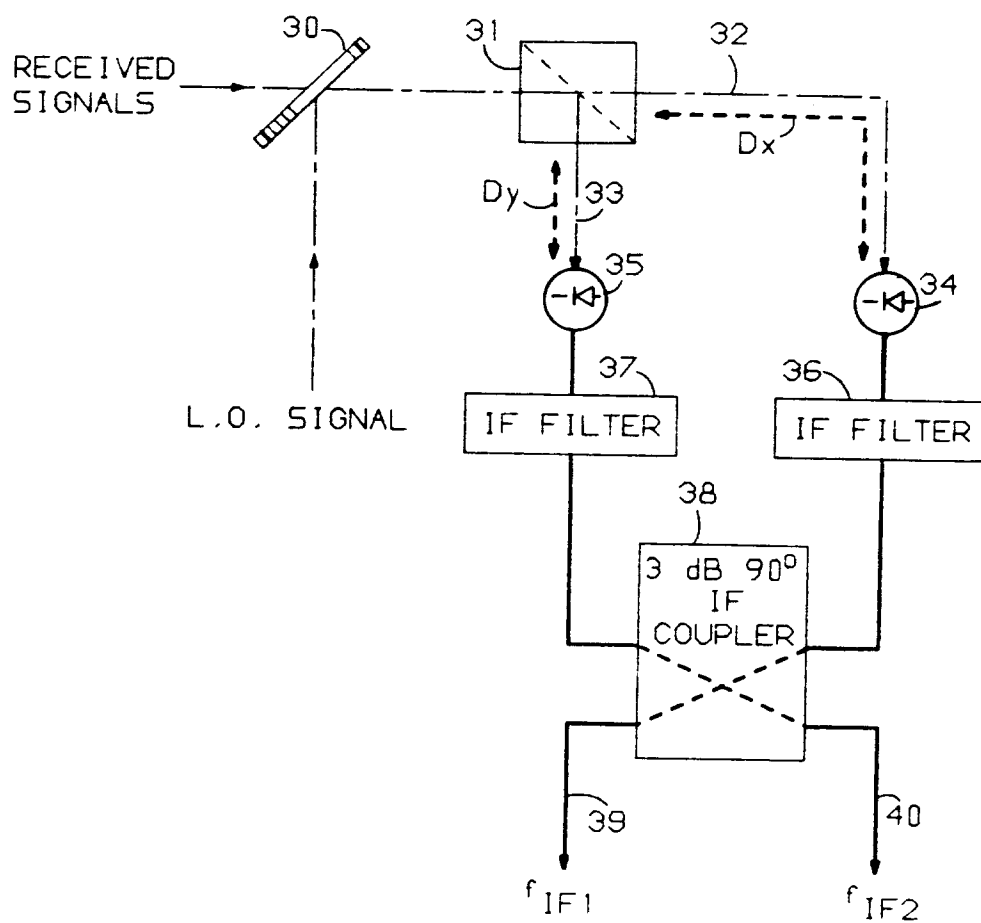 30
31
32
RECEIVED
SIGNALS
Dx
Dy
33
35
34
37
36
L.O. SIGNAL
IF FILTER
IF FILTER
38
3 dB 90º
IF
COUPLER
39
40
fIF1
fIF2